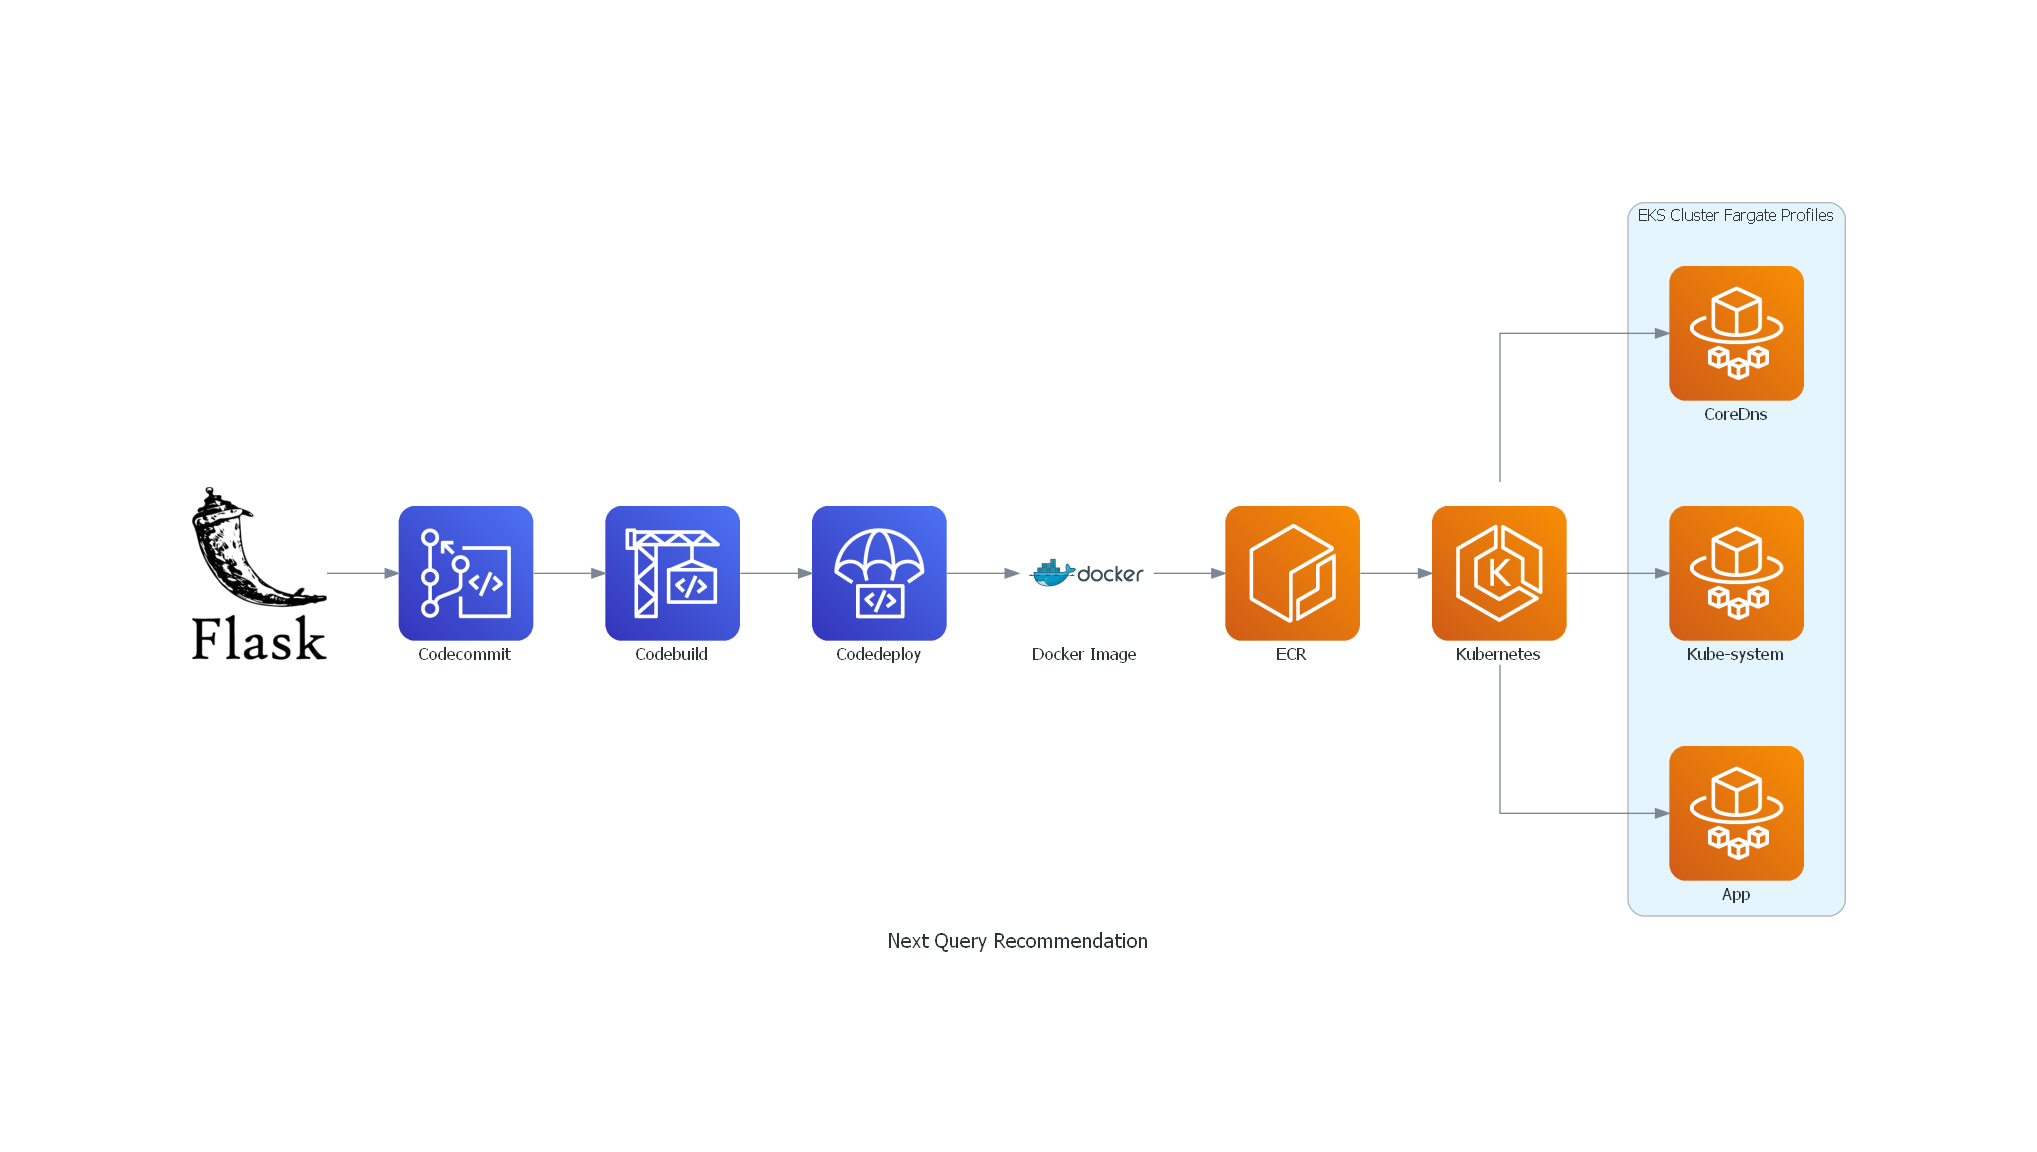 EKS Cluster Fargate Profiles
CoreDns
Flask
Codecommit
Codebuild
Codedeploy
docker
Docker Image
ECR
K
Kubernetes
Kube-system
App
Next Query Recommendation